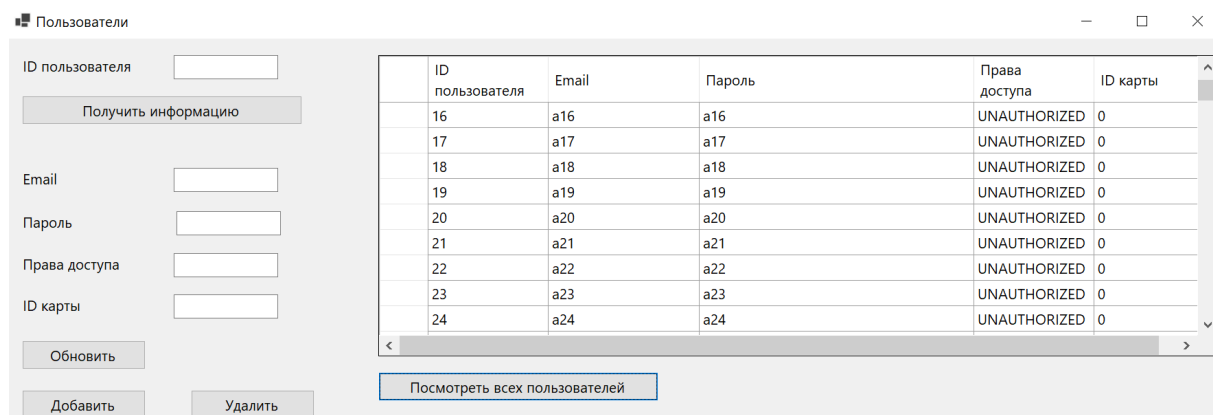 Пользователи
ID пользователя
Получить информацию
Email
Пароль
Права доступа
ID карты
Обновить
Добавить Удалить
ID пользователя Email Пароль Права доступа ID карты
16 a16 a16 UNAUTHORIZED 0
17 a17 a17 UNAUTHORIZED 0
18 a18 a18 UNAUTHORIZED 0
19 a19 a19 UNAUTHORIZED 0
20 a20 a20 UNAUTHORIZED 0
21 a21 a21 UNAUTHORIZED 0
22 a22 a22 UNAUTHORIZED 0
23 a23 a23 UNAUTHORIZED 0
24 a24 a24 UNAUTHORIZED 0
Посмотреть всех пользователей